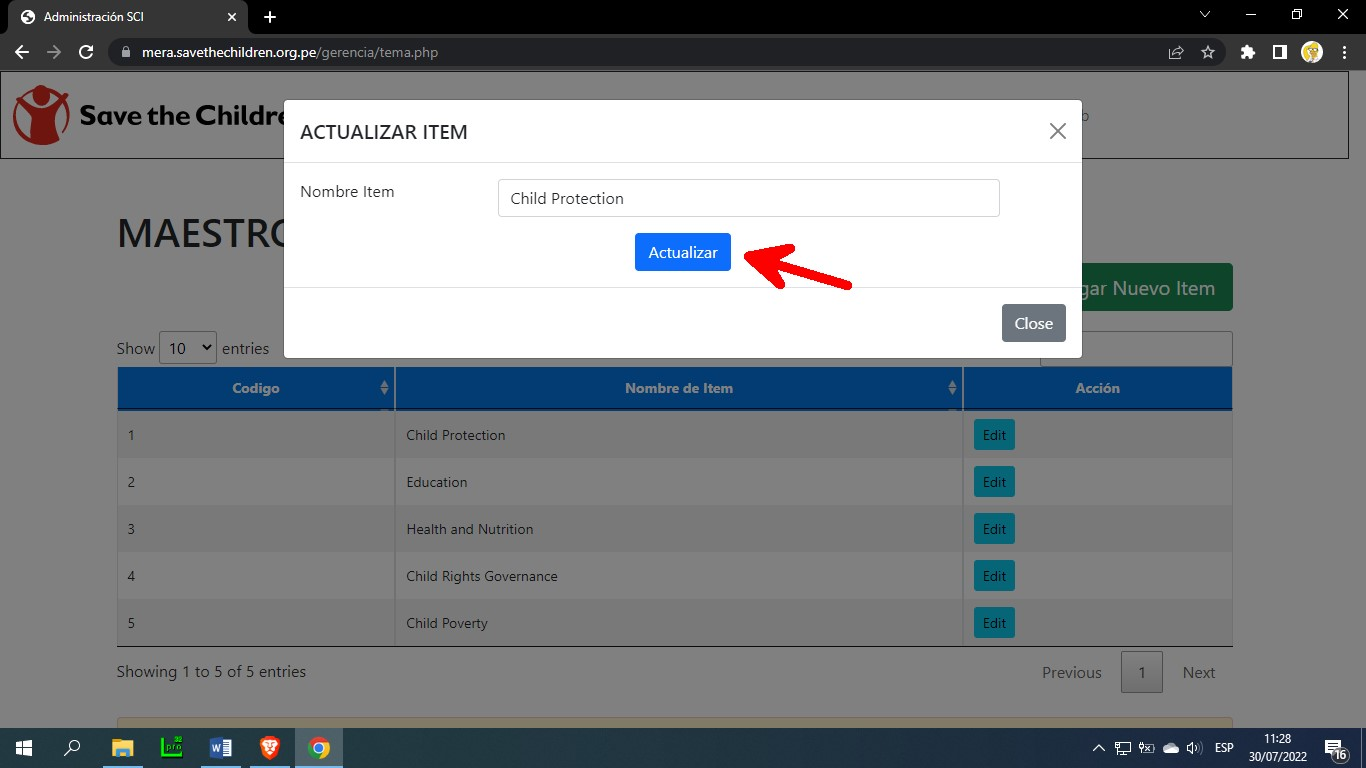 Administración SCI
mera.savethechildren.org.pe/gerencia/tema.php
Save the Childre
ACTUALIZAR ITEM
Nombre Item
Child Protection
MAESTRO
Actualizar
gar Nuevo Item
Close
Show 10 entries
Codigo Nombre de Item Acción
1 Child Protection Edit
2 Education Edit
3 Health and Nutrition Edit
4 Child Rights Governance Edit
5 Child Poverty Edit
Showing 1 to 5 of 5 entries
Previous 1 Next
ESP
11:28
30/07/2022
16